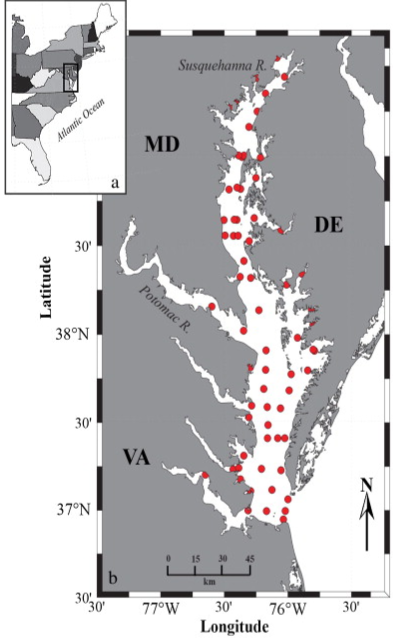 Atlantic Ocean
a
Susquehanna R.
MD
DE
30'
Latitude
Potomac R.
38°N
30'
VA
37°N
N
0 15 30 45
km
b
30'
30' 77°W 30' 76°W 30'
Longitude